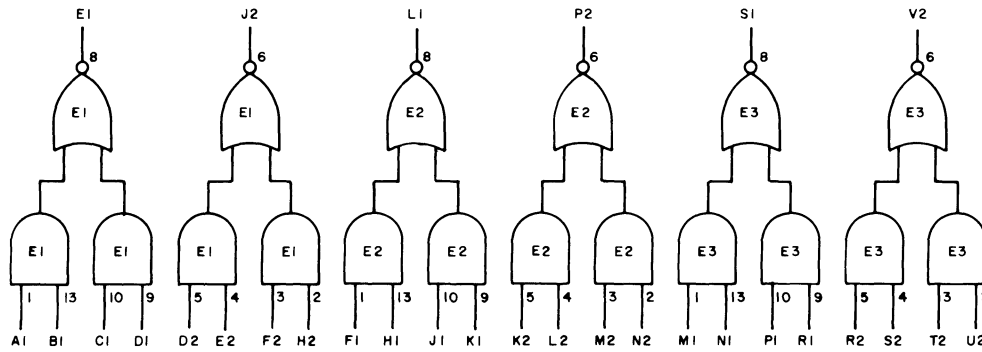 E1 J2 L1 P2 S1 V2
8 6 8 6 8 6
E1 E1 E2 E2 E3 E3
E1 E1 E1 E1 E2 E2 E2 E2 E3 E3 E3 E3
1 13 10 9 5 4 3 2 1 13 10 9 5 4 3 2 1 13 10 9 5 4 3
A1 B1 C1 D1 D2 E2 F2 H2 F1 H1 J1 K1 K2 L2 M2 N2 M1 N1 P1 R1 R2 S2 T2 U2